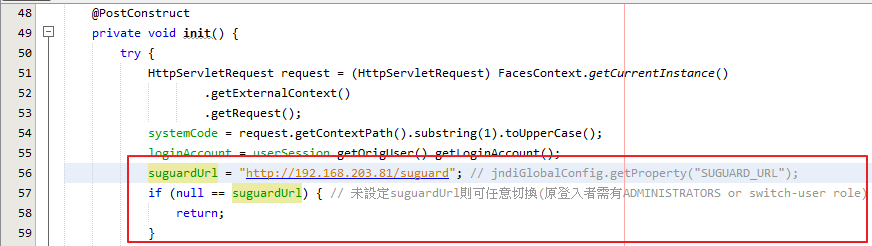 48 @PostConstruct
49 private void init() {
50 try {
51 HttpServletRequest request = (HttpServletRequest) FacesContext.getCurrentInstance()
52 .getExternalContext()
53 .getRequest();
54 systemCode = request.getContextPath().substring(1).toUpperCase();
55 loginAccount = userSession.getOrigUser().getLoginAccount();
56 suguardUrl = "http://192.168.203.81/suguard"; // jndiGlobalConfig.getProperty("SUGUARD_URL");
57 if (null == suguardUrl) { // 未設定suguardUrl則可任意切換(原登入者需有ADMINISTRATORS or switch-user role)
58 return;
59 }